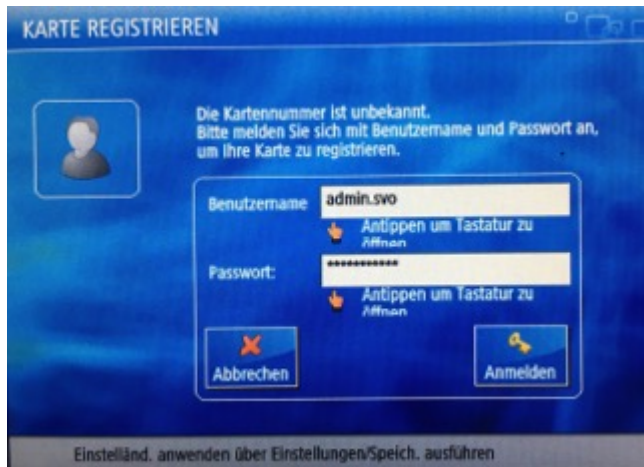 KARTE REGISTRIEREN
Die Kartennummer ist unbekannt.
Bitte melden Sie sich mit Benutzername und Passwort an,
um Ihre Karte zu registrieren.
Benutzername
admin.svo
Antippen um Tastatur zu
öffnen
Passwort:
***********
Antippen um Tastatur zu
öffnen
Abbrechen
Anmelden
Einstelländ. anwenden über Einstellungen/Speich. ausführen